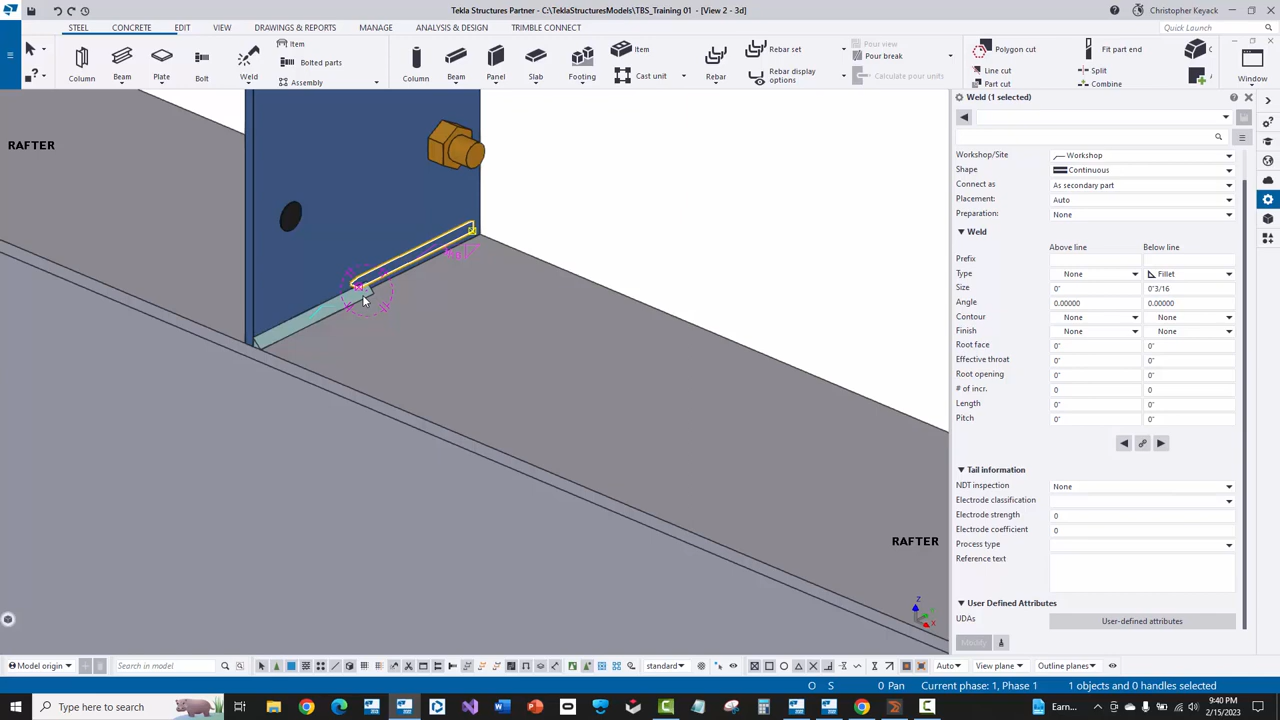 Tekla Structures Partner - C:\TeklaStructuresModels\TBS_Training 01 - [View 2 - 3d]
Christopher Keyack
STEEL
CONCRETE
EDIT
VIEW
DRAWINGS & REPORTS
MANAGE
ANALYSIS & DESIGN
TRIMBLE CONNECT
Quick Launch
Column
Beam
Plate
Bolt
Weld
Item
Bolted parts
Assembly
Column
Beam
Panel
Slab
Footing
Item
Cast unit
Rebar
Rebar set
Rebar display options
Pour view
Pour break
Calculate pour units
Polygon cut
Line cut
Part cut
Fit part end
Split
Combine
Window
RAFTER
RAFTER
Weld (1 selected)
Workshop/Site Workshop
Shape Continuous
Connect as As secondary part
Placement: Auto
Preparation: None
Weld
Above line Below line
Prefix
Type None Fillet
Size 0" 0"3/16
Angle 0.00000 0.00000
Contour None None
Finish None None
Root face 0" 0"
Effective throat 0" 0"
Root opening 0" 0"
# of incr. 0 0
Length 0" 0"
Pitch 0" 0"
Tail information
NDT inspection None
Electrode classification
Electrode strength 0
Electrode coefficient 0
Process type
Reference text
User Defined Attributes
UDAs User-defined attributes
Modify
z
x
Model origin
Search in model
standard
Auto
View plane
Outline planes
O S 0 Pan Current phase: 1, Phase 1 1 objects and 0 handles selected
Type here to search
Earn...
9:40 PM
2/15/2023